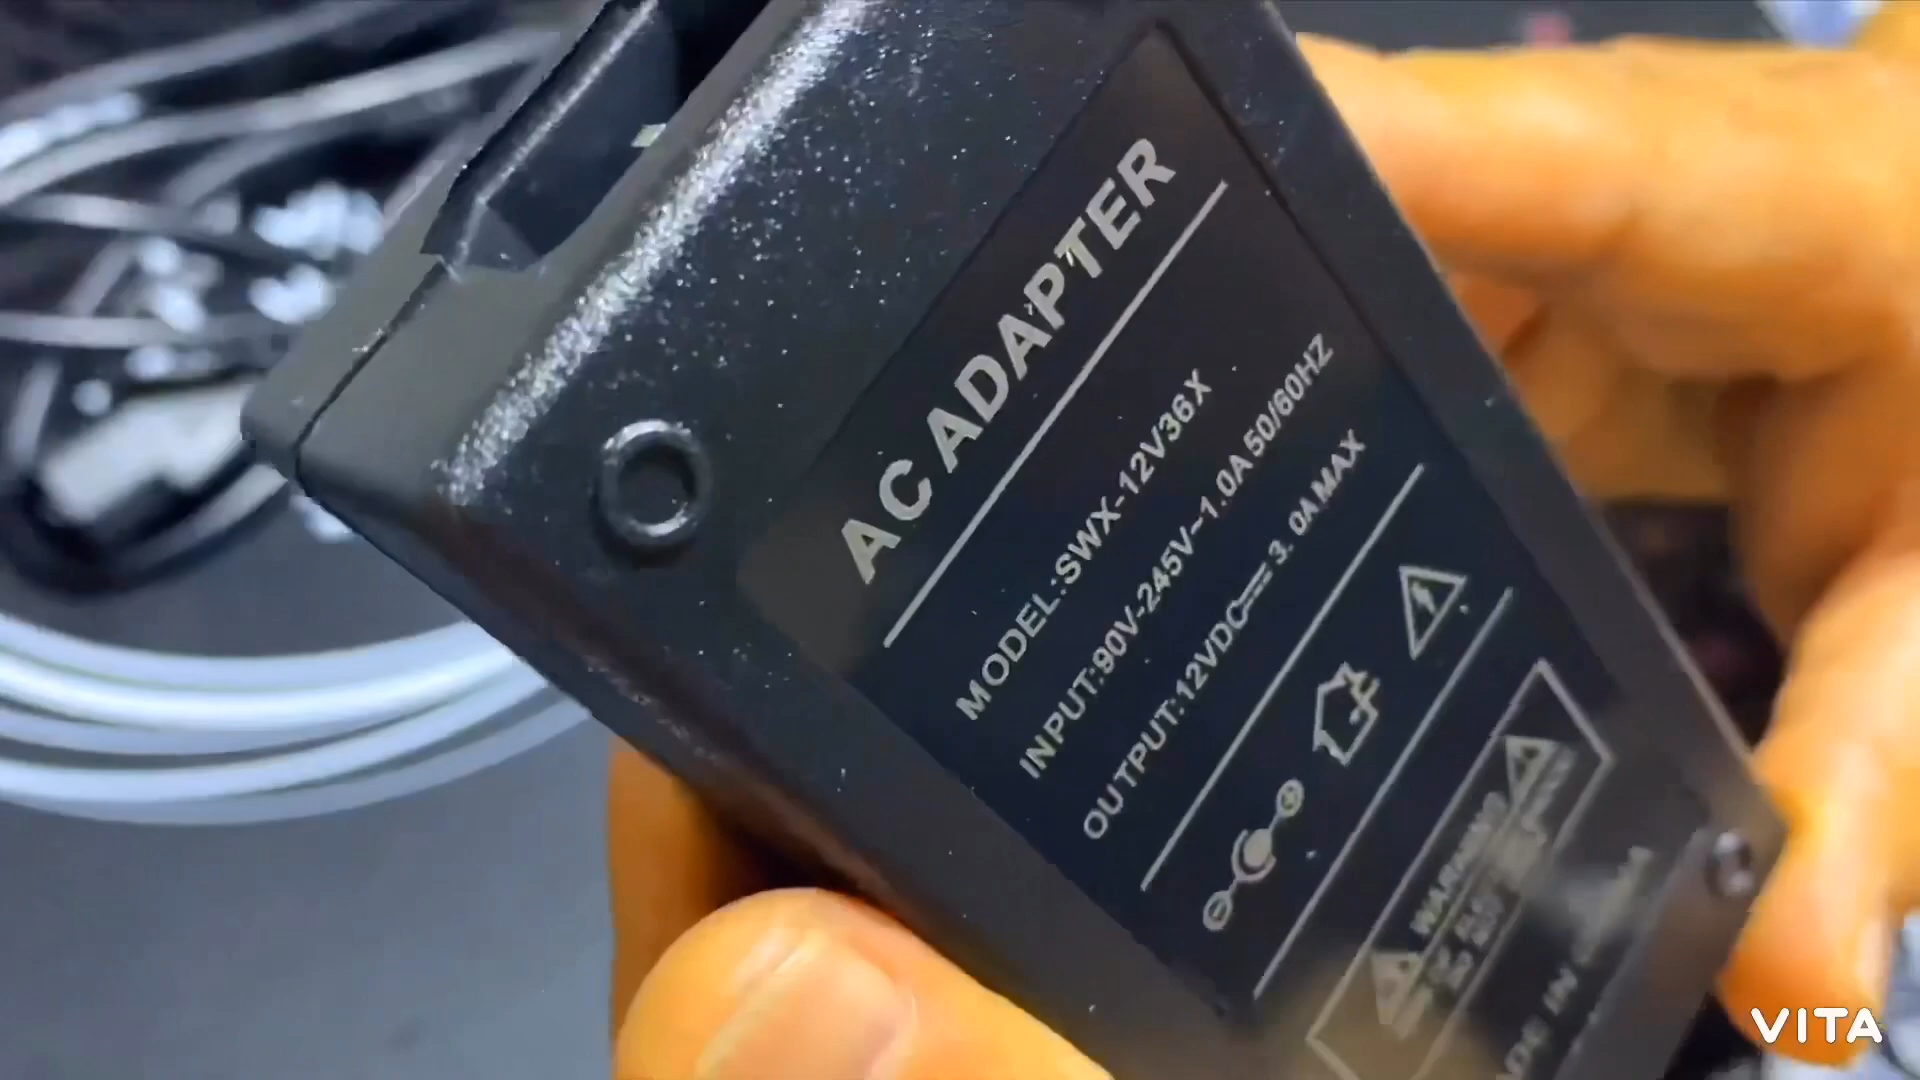 AC ADAPTER
MODEL:SWX-12V36X
INPUT:90V-245V~1.0A 50/60HZ
OUTPUT:12VDC⎓3.0A MAX
WARNING
IN
VITA